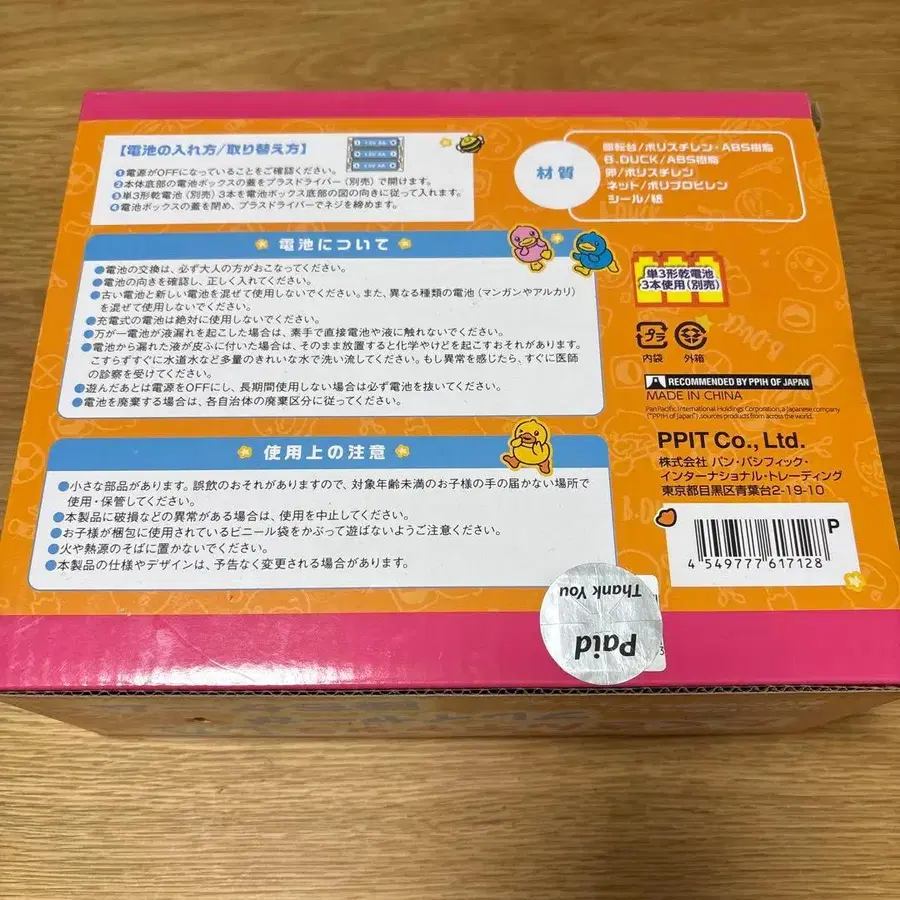 【電池の入れ方/取り替え方】
❶電源がOFFになっていることをご確認ください。
❷本体底部の電池ボックスの蓋をプラスドライバー(別売)で開けます。
❸単3形乾電池(別売)3本を電池ボックス底部の図の向きに従って入れます。
❹電池ボックスの蓋を閉め、プラスドライバーでネジを締めます。
材質
回転台/ポリスチレン・ABS樹脂
B.DUCK/ABS樹脂
卵/ポリスチレン
ネット/ポリプロピレン
シール/紙
電池について
●電池の交換は、必ず大人の方がおこなってください。
●電池の向きを確認し、正しく入れてください。
●古い電池と新しい電池を混ぜて使用しないでください。また、異なる種類の電池(マンガンやアルカリ)
を混ぜて使用しないでください。
●充電式の電池は絶対に使用しないでください。
●万が一電池が液漏れを起こした場合は、素手で直接電池や液に触れないでください。
●電池から漏れた液が皮ふに付いた場合は、そのまま放置すると化学やけどを起こすおそれがあります。
こすらずすぐに水道水など多量のきれいな水で洗い流してください。もし異常を感じたら、すぐに医師
の診察を受けてください。
●遊んだあとは電源をOFFにし、長期間使用しない場合は必ず電池を抜いてください。
●電池を廃棄する場合は、各自治体の廃棄区分に従ってください。
単3形乾電池
3本使用(別売)
プラ
内袋
外箱
RECOMMENDED BY PPIH OF JAPAN
MADE IN CHINA
Pan Pacific International Holdings Corporation, a Japanese company
("PPIH of Japan"), sources products from across the world.
PPIT Co., Ltd.
株式会社 パン・パシフィック・
インターナショナル・トレーディング
東京都目黒区青葉台2-19-10
使用上の注意
●小さな部品があります。誤飲のおそれがありますので、対象年齢未満のお子様の手の届かない場所で
使用・保管してください。
●本製品に破損などの異常がある場合は、使用を中止してください。
●お子様が梱包に使用されているビニール袋をかぶって遊ばないようご注意ください。
●火や熱源のそばに置かないでください。
●本製品の仕様やデザインは、予告なく変更される場合があります。
P
4 549777 617128
Paid
Thank You